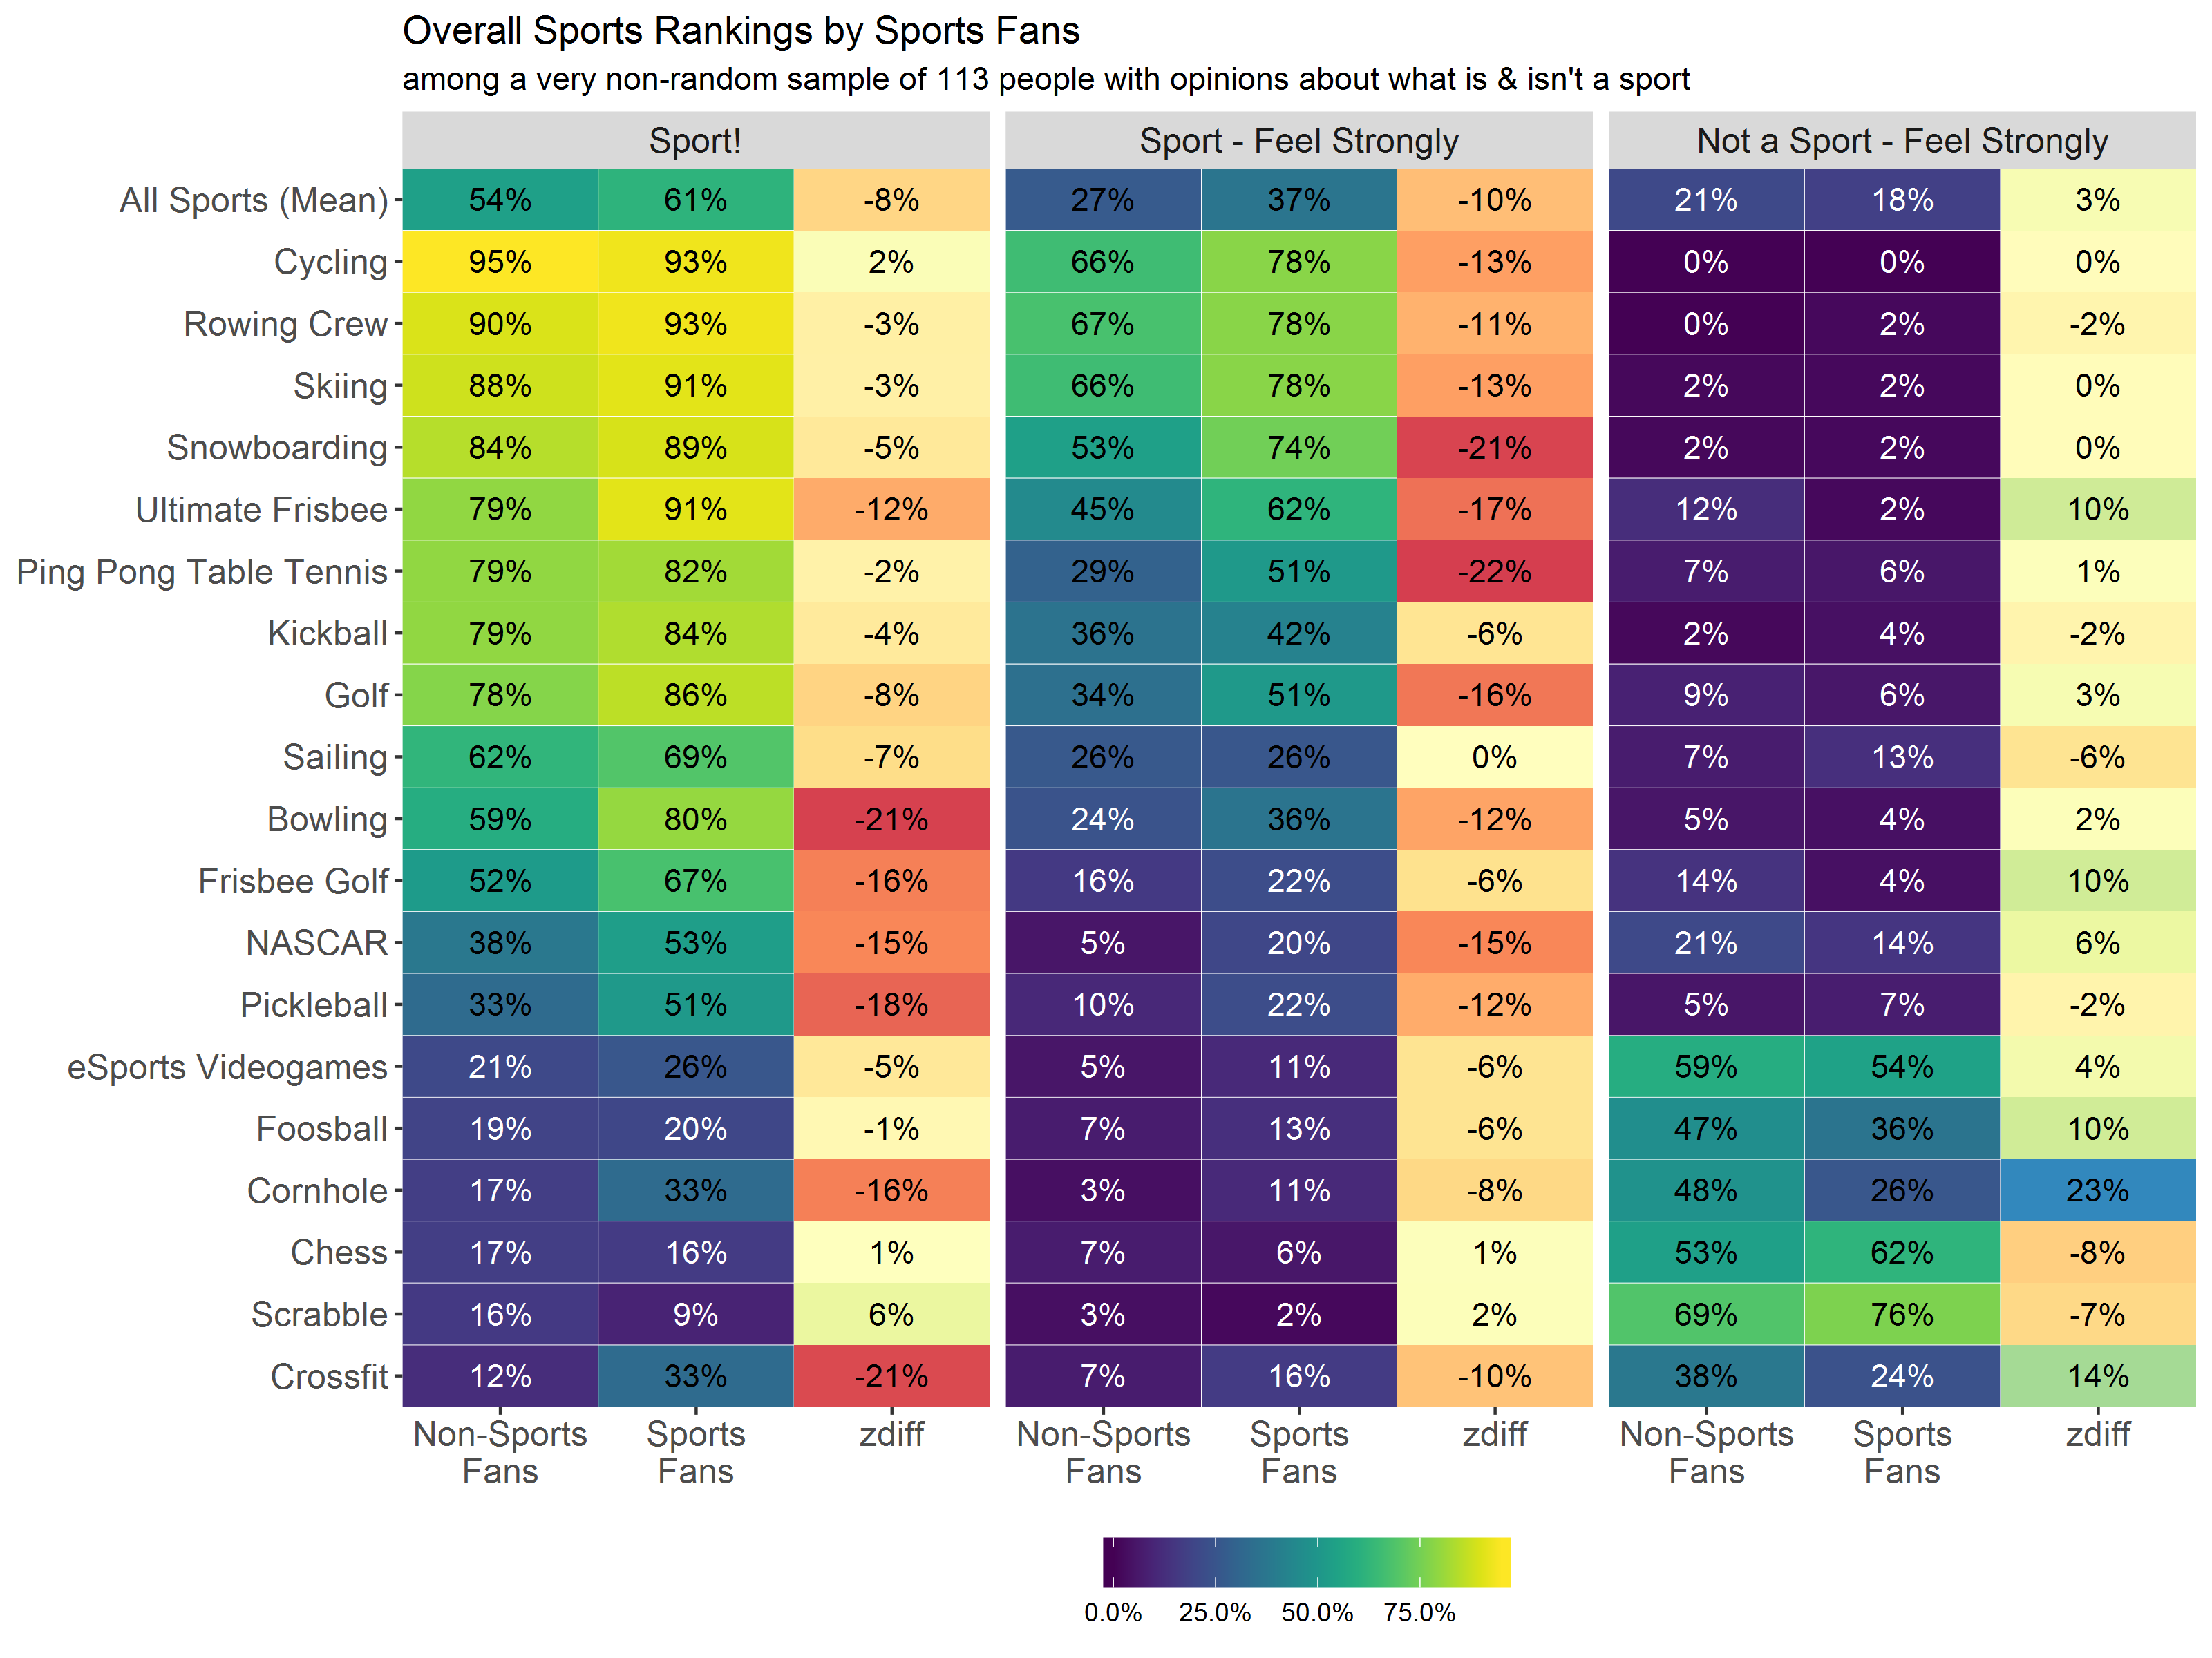 Overall Sports Rankings by Sports Fans
among a very non-random sample of 113 people with opinions about what is & isn't a sport
Sport! Sport - Feel Strongly Not a Sport - Feel Strongly
All Sports (Mean) 54% 61% -8% 27% 37% -10% 21% 18% 3%
Cycling 95% 93% 2% 66% 78% -13% 0% 0% 0%
Rowing Crew 90% 93% -3% 67% 78% -11% 0% 2% -2%
Skiing 88% 91% -3% 66% 78% -13% 2% 2% 0%
Snowboarding 84% 89% -5% 53% 74% -21% 2% 2% 0%
Ultimate Frisbee 79% 91% -12% 45% 62% -17% 12% 2% 10%
Ping Pong Table Tennis 79% 82% -2% 29% 51% -22% 7% 6% 1%
Kickball 79% 84% -4% 36% 42% -6% 2% 4% -2%
Golf 78% 86% -8% 34% 51% -16% 9% 6% 3%
Sailing 62% 69% -7% 26% 26% 0% 7% 13% -6%
Bowling 59% 80% -21% 24% 36% -12% 5% 4% 2%
Frisbee Golf 52% 67% -16% 16% 22% -6% 14% 4% 10%
NASCAR 38% 53% -15% 5% 20% -15% 21% 14% 6%
Pickleball 33% 51% -18% 10% 22% -12% 5% 7% -2%
eSports Videogames 21% 26% -5% 5% 11% -6% 59% 54% 4%
Foosball 19% 20% -1% 7% 13% -6% 47% 36% 10%
Cornhole 17% 33% -16% 3% 11% -8% 48% 26% 23%
Chess 17% 16% 1% 7% 6% 1% 53% 62% -8%
Scrabble 16% 9% 6% 3% 2% 2% 69% 76% -7%
Crossfit 12% 33% -21% 7% 16% -10% 38% 24% 14%
Non-Sports Sports zdiff Non-Sports Sports zdiff Non-Sports Sports zdiff
Fans Fans Fans Fans Fans Fans
0.0% 25.0% 50.0% 75.0%